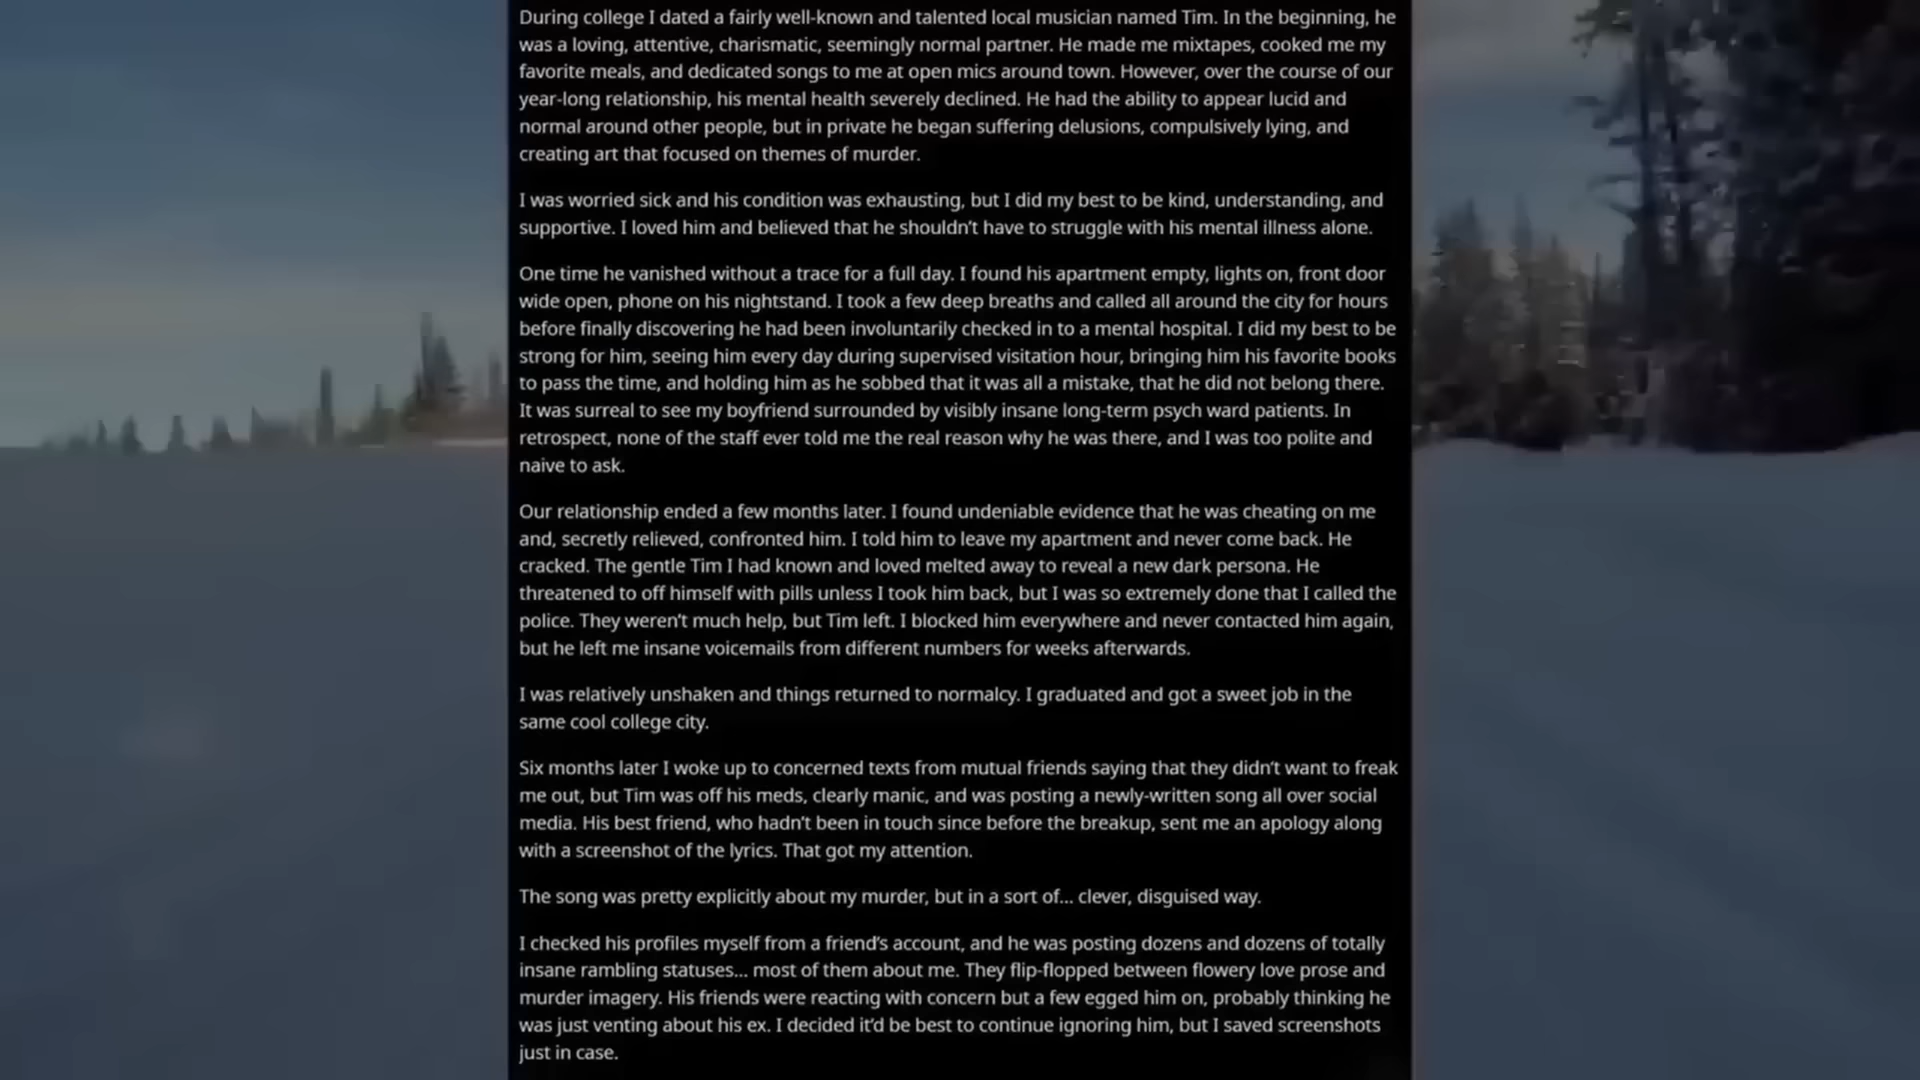 During college I dated a fairly well-known and talented local musician named Tim. In the beginning, he
was a loving, attentive, charismatic, seemingly normal partner. He made me mixtapes, cooked me my
favorite meals, and dedicated songs to me at open mics around town. However, over the course of our
year-long relationship, his mental health severely declined. He had the ability to appear lucid and
normal around other people, but in private he began suffering delusions, compulsively lying, and
creating art that focused on themes of murder.
I was worried sick and his condition was exhausting, but I did my best to be kind, understanding, and
supportive. I loved him and believed that he shouldn't have to struggle with his mental illness alone.
One time he vanished without a trace for a full day. I found his apartment empty, lights on, front door
wide open, phone on his nightstand. I took a few deep breaths and called all around the city for hours
before finally discovering he had been involuntarily checked in to a mental hospital. I did my best to be
strong for him, seeing him every day during supervised visitation hour, bringing him his favorite books
to pass the time, and holding him as he sobbed that it was all a mistake, that he did not belong there.
It was surreal to see my boyfriend surrounded by visibly insane long-term psych ward patients. In
retrospect, none of the staff ever told me the real reason why he was there, and I was too polite and
naive to ask.
Our relationship ended a few months later. I found undeniable evidence that he was cheating on me
and, secretly relieved, confronted him. I told him to leave my apartment and never come back. He
cracked. The gentle Tim I had known and loved melted away to reveal a new dark persona. He
threatened to off himself with pills unless I took him back, but I was so extremely done that I called the
police. They weren't much help, but Tim left. I blocked him everywhere and never contacted him again,
but he left me insane voicemails from different numbers for weeks afterwards.
I was relatively unshaken and things returned to normalcy. I graduated and got a sweet job in the
same cool college city.
Six months later I woke up to concerned texts from mutual friends saying that they didn't want to freak
me out, but Tim was off his meds, clearly manic, and was posting a newly-written song all over social
media. His best friend, who hadn't been in touch since before the breakup, sent me an apology along
with a screenshot of the lyrics. That got my attention.
The song was pretty explicitly about my murder, but in a sort of... clever, disguised way.
I checked his profiles myself from a friend's account, and he was posting dozens and dozens of totally
insane rambling statuses... most of them about me. They flip-flopped between flowery love prose and
murder imagery. His friends were reacting with concern but a few egged him on, probably thinking he
was just venting about his ex. I decided it'd be best to continue ignoring him, but I saved screenshots
just in case.